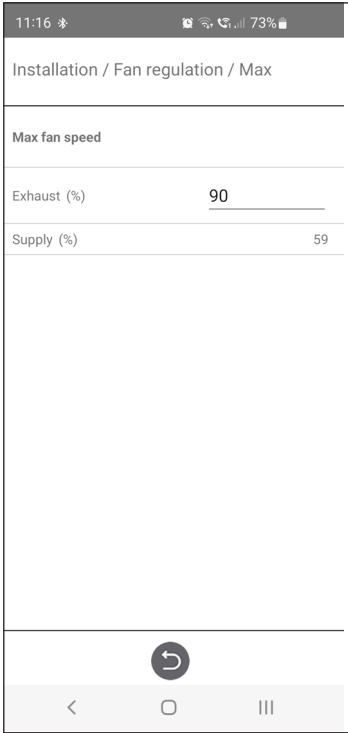 11:16 73%
Installation / Fan regulation / Max
Max fan speed
Exhaust (%) 90
Supply (%) 59